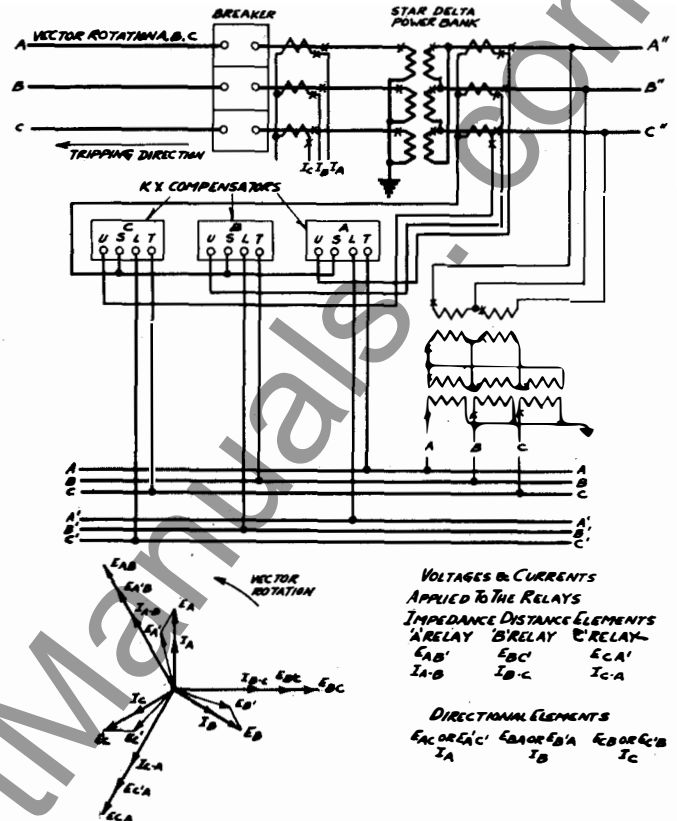 BREAKER
STAR DELTA
POWER BANK
A VECTOR ROTATION A, B, C A"
B B"
C C"
TRIPPING DIRECTION
IC IB IA
KX COMPENSATORS
C B A
U S L T U S L T U S L T
A B C
A A
B B
C C
A' A'
B' B'
C' C'
VECTOR
ROTATION
EAB
EA'B
IA-B
EA'
EA
IA
IB-C EBC
EB'
IB
EB
IC
EC EC'
IC-A
EC'A
ECA
VOLTAGES & CURRENTS
APPLIED TO THE RELAYS
IMPEDANCE DISTANCE ELEMENTS
'A' RELAY 'B' RELAY 'C' RELAY
EAB' EBC' ECA'
IA-B IB-C IC-A
DIRECTIONAL ELEMENTS
EAC OR EA'C' EBA OR EB'A ECB OR EC'B
IA IB IC
tManuals.com